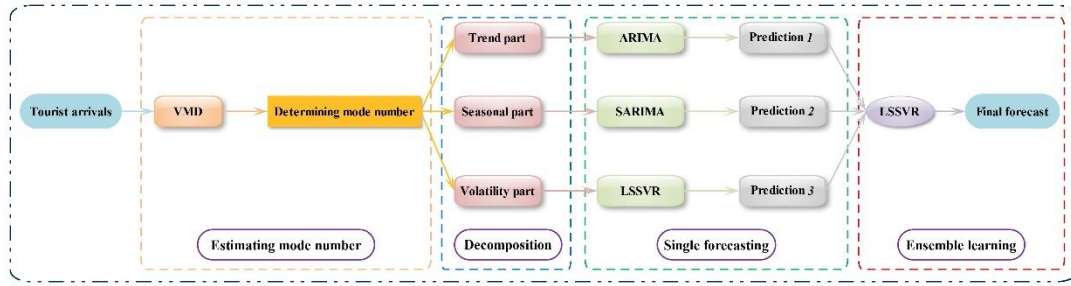 Trend part
ARIMA
Prediction 1
Tourist arrivals
VMD
Determining mode number
Seasonal part
SARIMA
Prediction 2
LSSVR
Final forecast
Volatility part
LSSVR
Prediction 3
Estimating mode number
Decomposition
Single forecasting
Ensemble learning